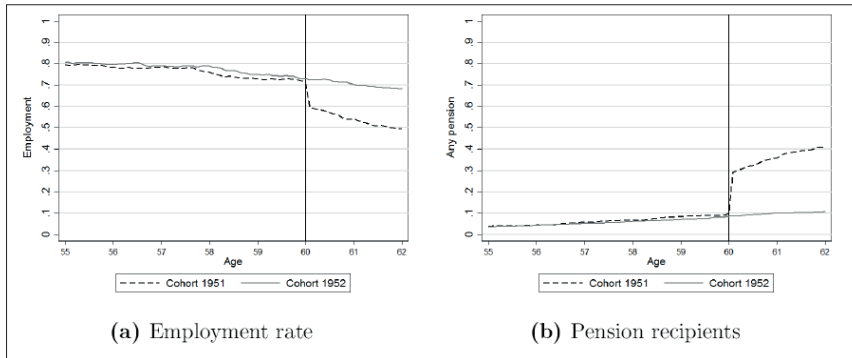 1
.9
.8
.7
.6
.5
.4
.3
.2
.1
0
Employment
55 56 57 58 59 60 61 62
Age
Cohort 1951 Cohort 1952
(a) Employment rate
1
.9
.8
.7
.6
.5
.4
.3
.2
.1
0
Any pension
55 56 57 58 59 60 61 62
Age
Cohort 1951 Cohort 1952
(b) Pension recipients